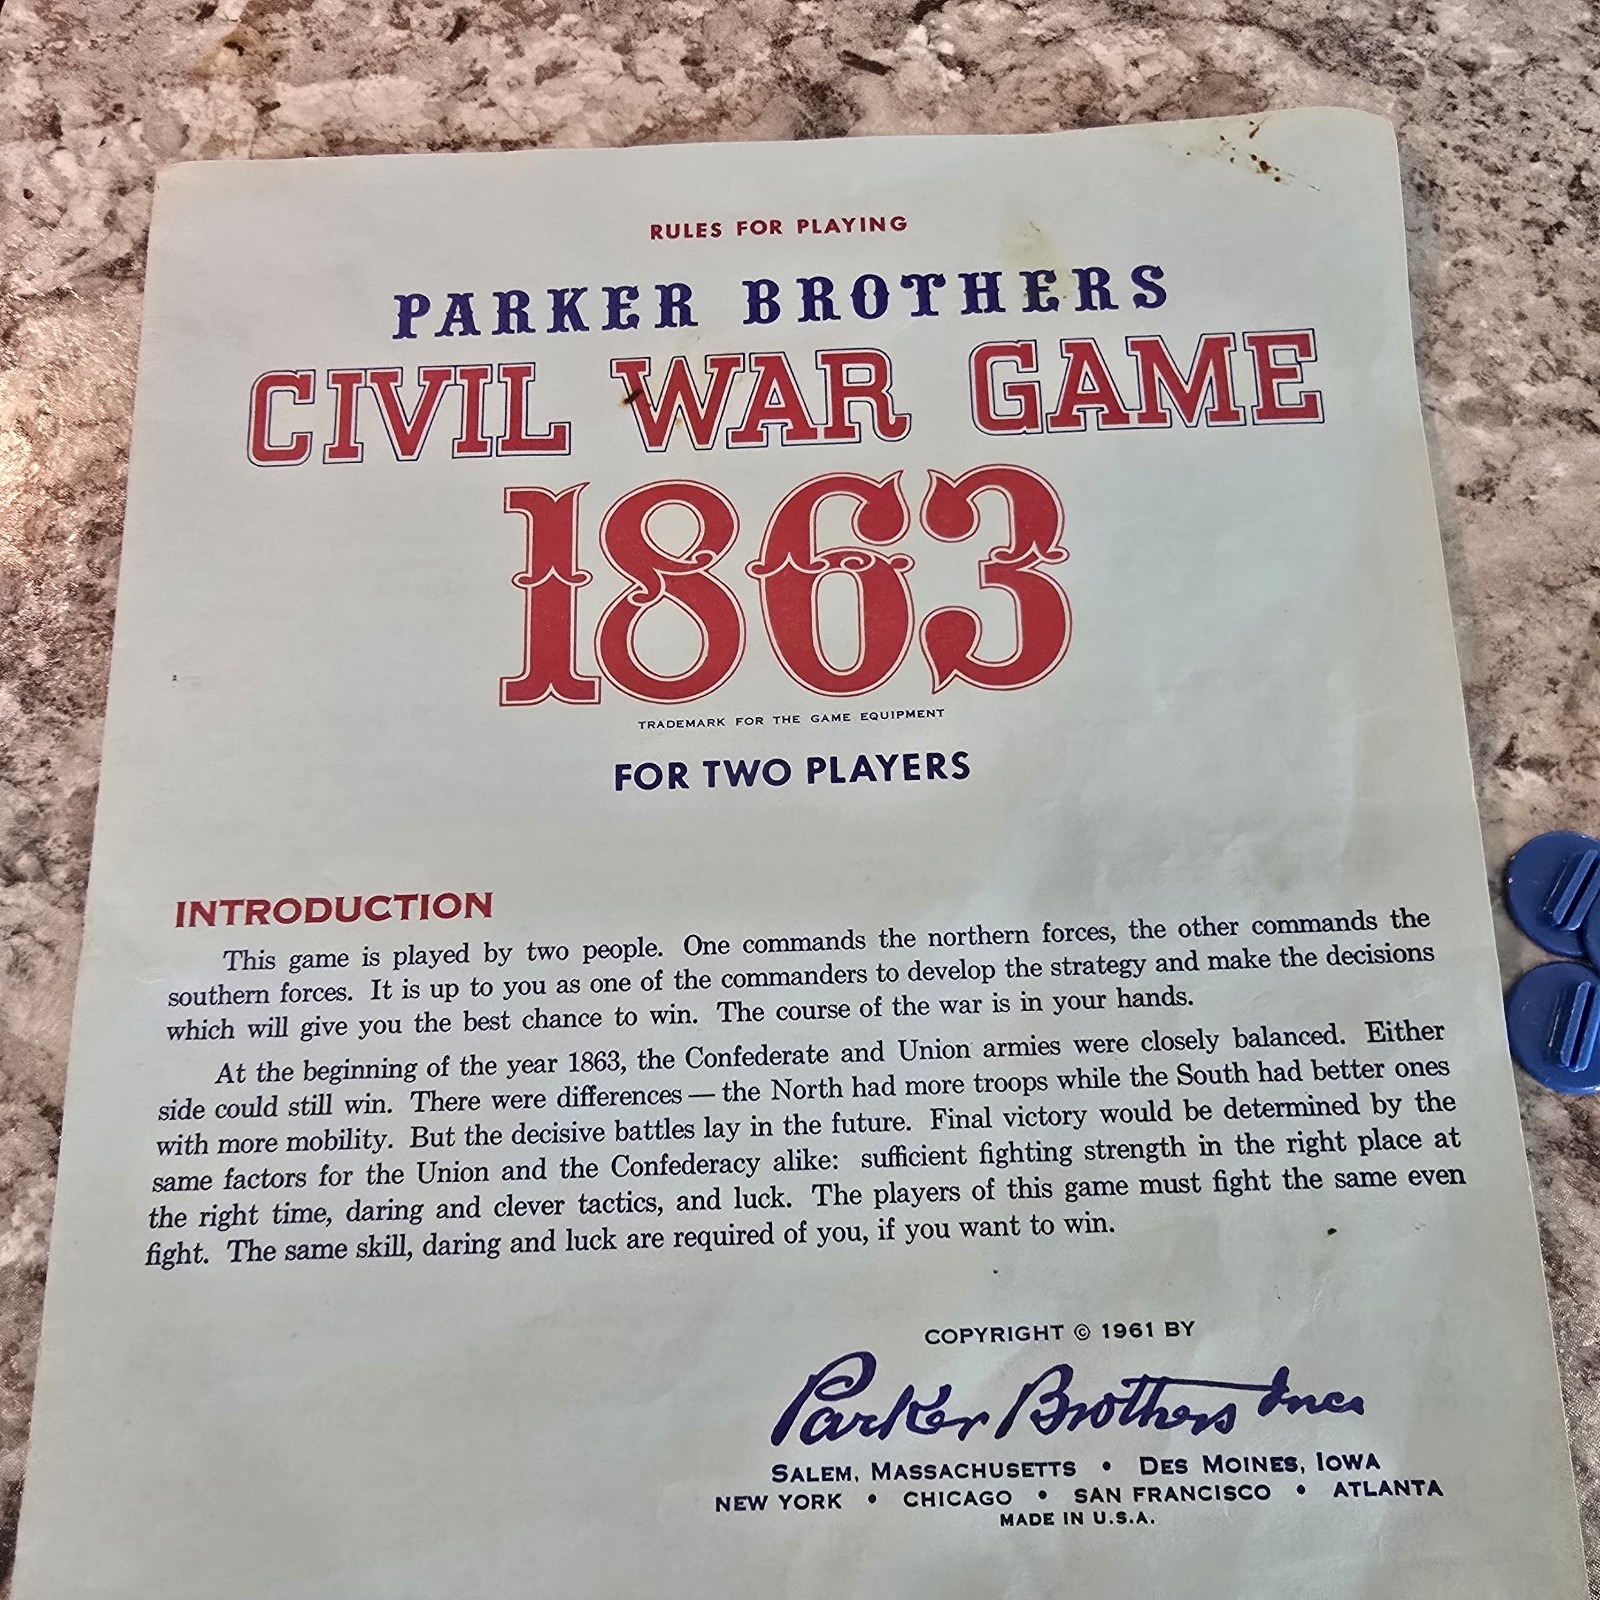 RULES FOR PLAYING
PARKER BROTHERS
CIVIL WAR GAME
1863
TRADEMARK FOR THE GAME EQUIPMENT
FOR TWO PLAYERS
INTRODUCTION
This game is played by two people. One commands the northern forces, the other commands the
southern forces. It is up to you as one of the commanders to develop the strategy and make the decisions
which will give you the best chance to win. The course of the war is in your hands.
At the beginning of the year 1863, the Confederate and Union armies were closely balanced. Either
side could still win. There were differences — the North had more troops while the South had better ones
with more mobility. But the decisive battles lay in the future. Final victory would be determined by the
same factors for the Union and the Confederacy alike: sufficient fighting strength in the right place at
the right time, daring and clever tactics, and luck. The players of this game must fight the same even
fight. The same skill, daring and luck are required of you, if you want to win.
COPYRIGHT © 1961 BY
Parker Brothers Inc.
SALEM, MASSACHUSETTS • DES MOINES, IOWA
NEW YORK • CHICAGO • SAN FRANCISCO • ATLANTA
MADE IN U.S.A.